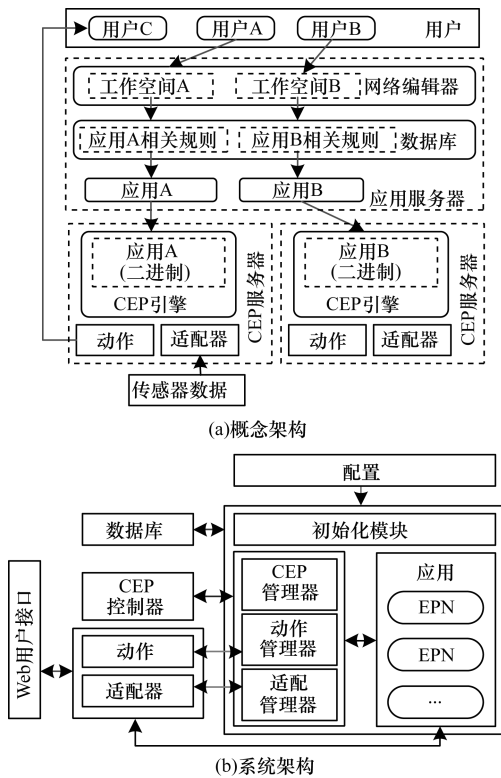 用户C 用户A 用户B 用户
工作空间A 工作空间B 网络编辑器
应用A相关规则 应用B相关规则 数据库
应用A 应用B
应用服务器
应用A
(二进制)
CEP引擎
CEP服务器
动作 适配器
应用B
(二进制)
CEP引擎
CEP服务器
动作 适配器
传感器数据
(a)概念架构
配置
数据库
初始化模块
Web用户接口
CEP
控制器
动作
适配器
CEP
管理器
动作
管理器
适配
管理器
应用
EPN
EPN
...
(b)系统架构